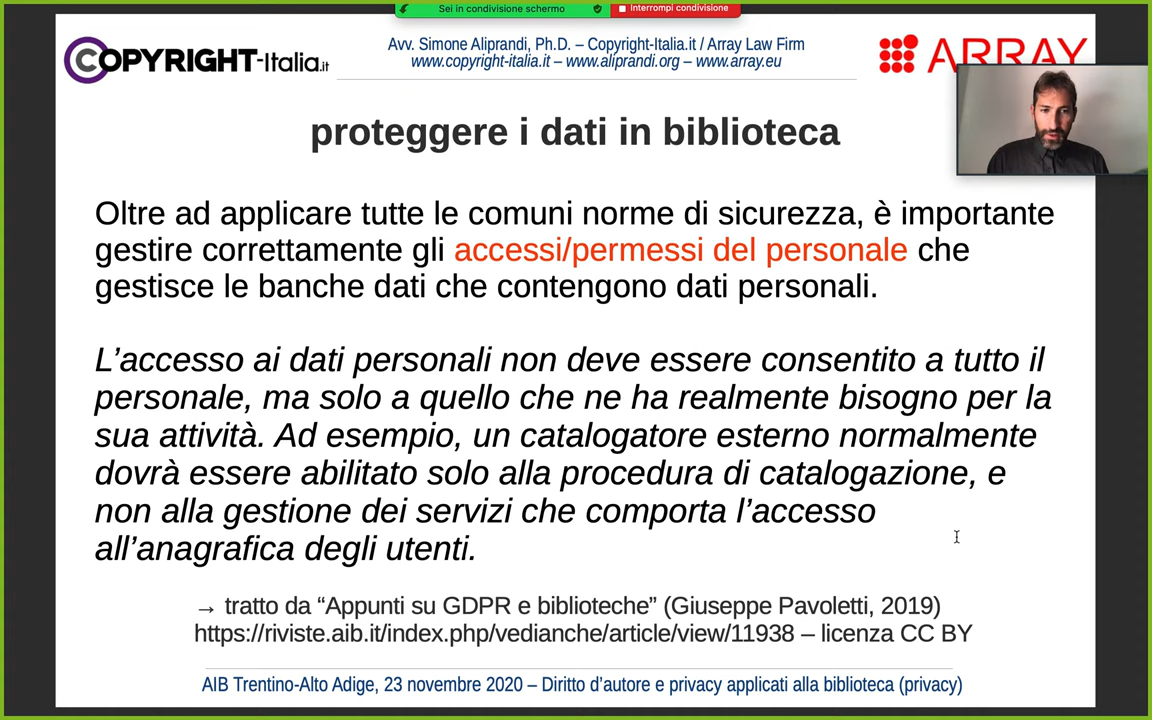 Sei in condivisione schermo
Interrompi condivisione
COPYRIGHT-Italia.it
Avv. Simone Aliprandi, Ph.D. – Copyright-Italia.it / Array Law Firm
www.copyright-italia.it – www.aliprandi.org – www.array.eu
ARRAY
proteggere i dati in biblioteca
Oltre ad applicare tutte le comuni norme di sicurezza, è importante
gestire correttamente gli accessi/permessi del personale che
gestisce le banche dati che contengono dati personali.
L’accesso ai dati personali non deve essere consentito a tutto il
personale, ma solo a quello che ne ha realmente bisogno per la
sua attività. Ad esempio, un catalogatore esterno normalmente
dovrà essere abilitato solo alla procedura di catalogazione, e
non alla gestione dei servizi che comporta l’accesso
all’anagrafica degli utenti.
→ tratto da “Appunti su GDPR e biblioteche” (Giuseppe Pavoletti, 2019)
https://riviste.aib.it/index.php/vedianche/article/view/11938 – licenza CC BY
AIB Trentino-Alto Adige, 23 novembre 2020 – Diritto d’autore e privacy applicati alla biblioteca (privacy)